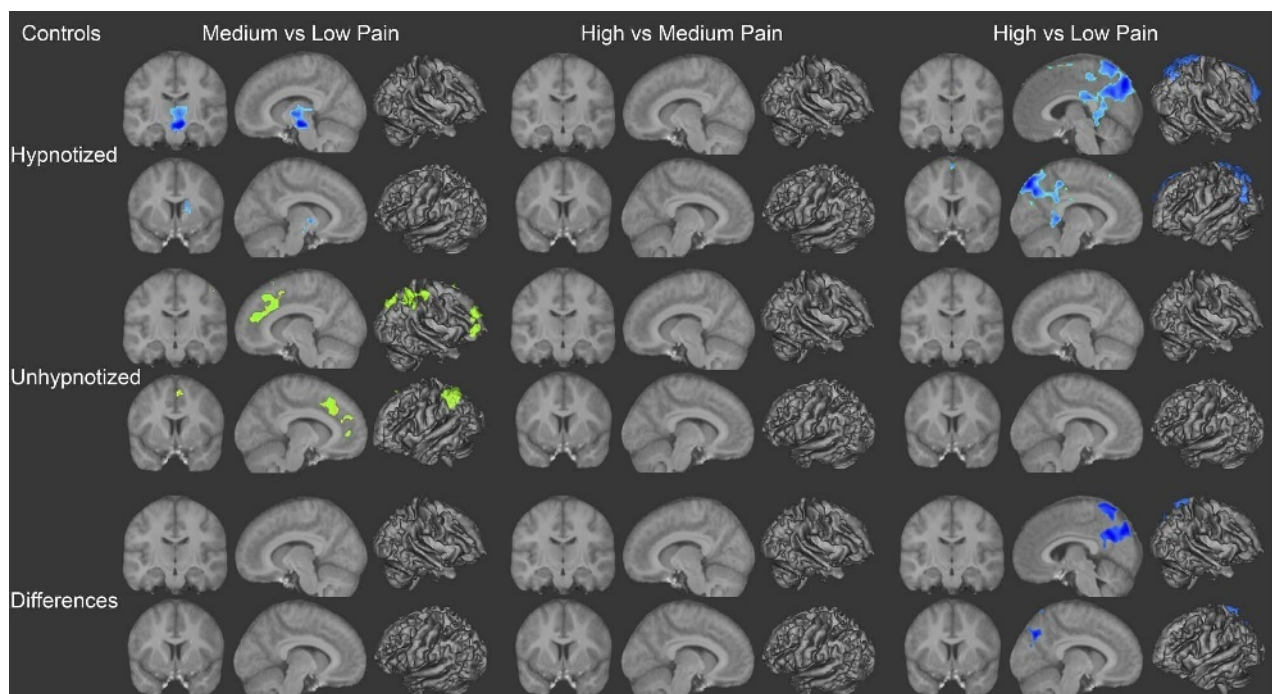 Controls Medium vs Low Pain High vs Medium Pain High vs Low Pain
Hypnotized
Unhypnotized
Differences